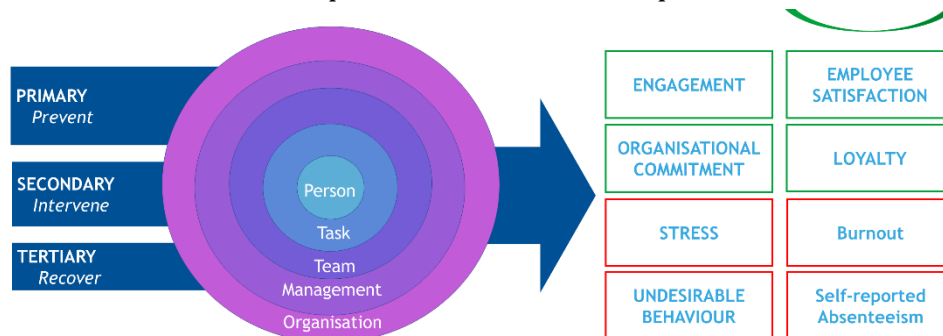 PRIMARY
Prevent
SECONDARY
Intervene
TERTIARY
Recover
Person
Task
Team
Management
Organisation
ENGAGEMENT
EMPLOYEE
SATISFACTION
ORGANISATIONAL
COMMITMENT
LOYALTY
STRESS
Burnout
UNDESIRABLE
BEHAVIOUR
Self-reported
Absenteeism